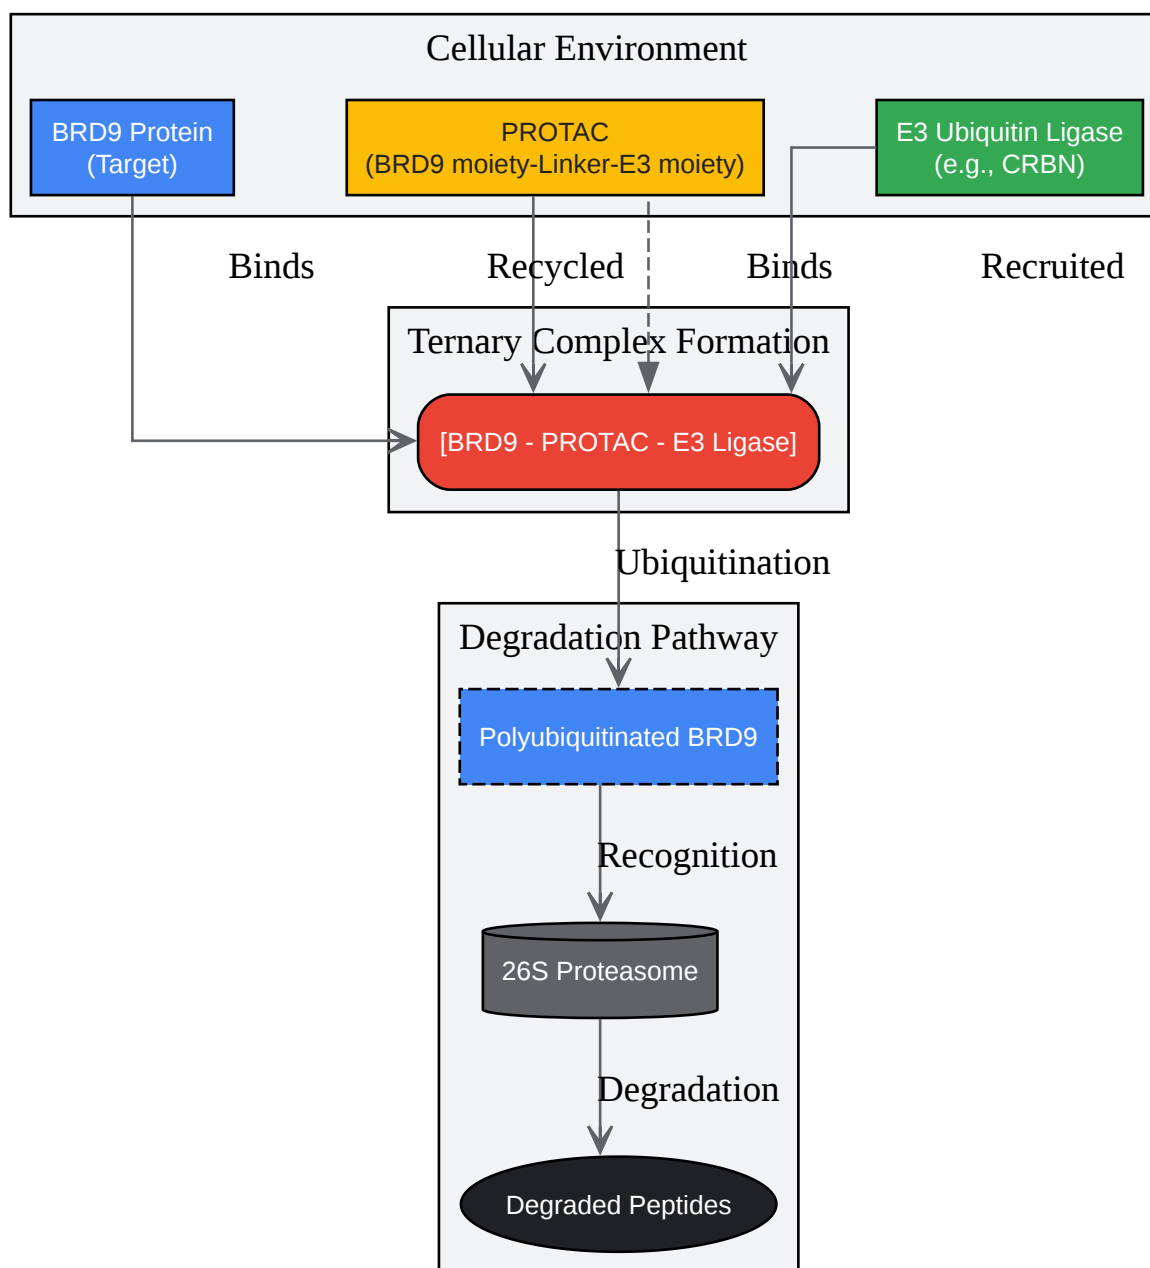 Cellular Environment
BRD9 Protein
(Target)
PROTAC
(BRD9 moiety-Linker-E3 moiety)
E3 Ubiquitin Ligase
(e.g., CRBN)
Binds
Recycled
Binds
Recruited
Ternary Complex Formation
[BRD9 - PROTAC - E3 Ligase]
Ubiquitination
Degradation Pathway
Polyubiquitinated BRD9
Recognition
26S Proteasome
Degradation
Degraded Peptides